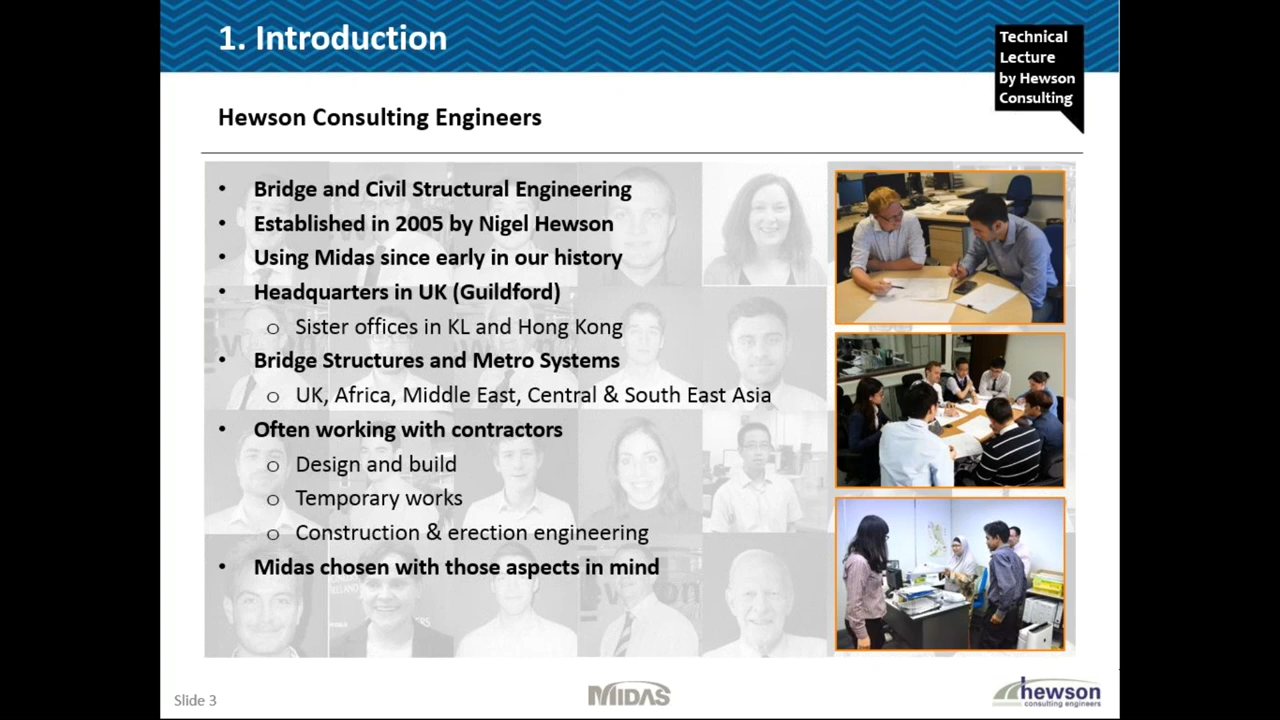 1. Introduction
Technical
Lecture
by Hewson
Consulting
Hewson Consulting Engineers
• Bridge and Civil Structural Engineering
• Established in 2005 by Nigel Hewson
• Using Midas since early in our history
• Headquarters in UK (Guildford)
o Sister offices in KL and Hong Kong
• Bridge Structures and Metro Systems
o UK, Africa, Middle East, Central & South East Asia
• Often working with contractors
o Design and build
o Temporary works
o Construction & erection engineering
• Midas chosen with those aspects in mind
Slide 3
MIDAS
hewson
consulting engineers